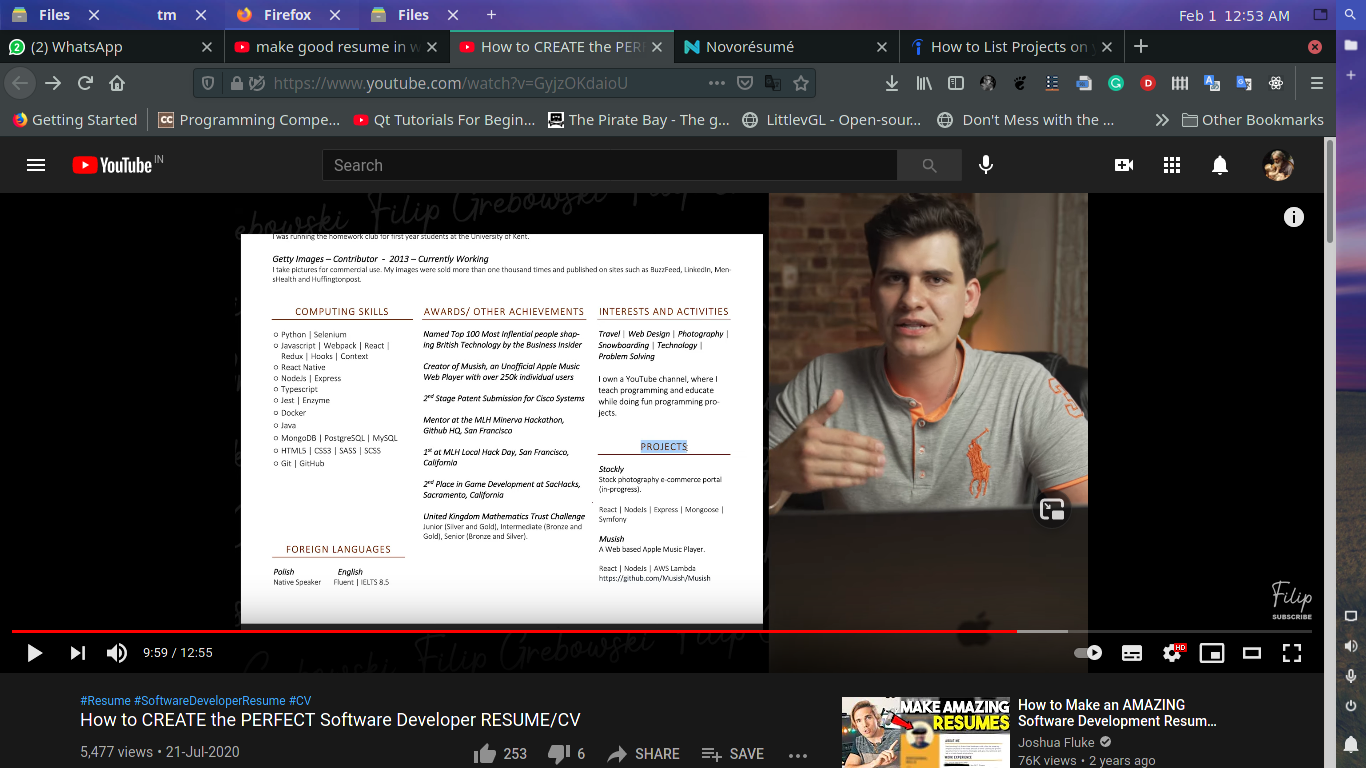 Files
tm
Firefox
Files
Feb 1 12:53 AM
(2) WhatsApp
make good resume in w
How to CREATE the PER
Novorésumé
How to List Projects on y
https://www.youtube.com/watch?v=GyjzOKdaioU
Getting Started
CC Programming Compe...
Qt Tutorials For Begin...
The Pirate Bay - The g...
LittlevGL - Open-sour...
Don't Mess with the ...
Other Bookmarks
YouTube IN
Search
Filip Grebowski
I was running the homework club for first year students at the University of Kent.
Getty Images – Contributor - 2013 – Currently Working
I take pictures for commercial use. My images were sold more than one thousand times and published on sites such as BuzzFeed, LinkedIn, Men-
sHealth and Huffingtonpost.
COMPUTING SKILLS
Python | Selenium
Javascript | Webpack | React |
Redux | Hooks | Context
React Native
NodeJs | Express
Typescript
Jest | Enzyme
Docker
Java
MongoDB | PostgreSQL | MySQL
HTML5 | CSS3 | SASS | SCSS
Git | GitHub
FOREIGN LANGUAGES
Polish English
Native Speaker Fluent | IELTS 8.5
AWARDS/ OTHER ACHIEVEMENTS
Named Top 100 Most Inflential people shap-
ing British Technology by the Business Insider
Creator of Musish, an Unofficial Apple Music
Web Player with over 250k individual users
2nd Stage Patent Submission for Cisco Systems
Mentor at the MLH Minerva Hackathon,
Github HQ, San Francisco
1st at MLH Local Hack Day, San Francisco,
California
2nd Place in Game Development at SacHacks,
Sacramento, California
United Kingdom Mathematics Trust Challenge
Junior (Silver and Gold), Intermediate (Bronze and
Gold), Senior (Bronze and Silver).
INTERESTS AND ACTIVITIES
Travel | Web Design | Photography |
Snowboarding | Technology |
Problem Solving
I own a YouTube channel, where I
teach programming and educate
while doing fun programming pro-
jects.
PROJECTS
Stockly
Stock photography e-commerce portal
(in-progress).
React | NodeJs | Express | Mongoose |
Symfony
Musish
A Web based Apple Music Player.
React | NodeJs | AWS Lambda
https://github.com/Musish/Musish
Filip
SUBSCRIBE
9:59 / 12:55
HD
#Resume #SoftwareDeveloperResume #CV
How to CREATE the PERFECT Software Developer RESUME/CV
5,477 views • 21-Jul-2020
253
6
SHARE
SAVE
MAKE AMAZING
RESUMES
How to Make an AMAZING
Software Development Resum...
Joshua Fluke
76K views • 2 years ago